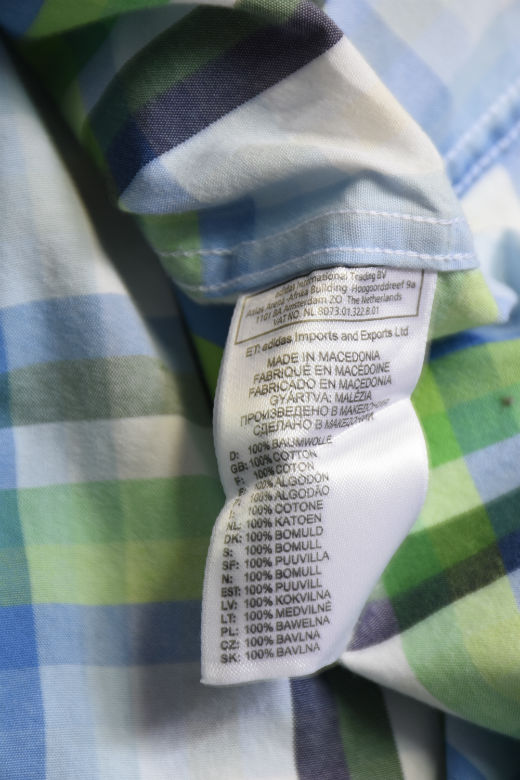 adidas International Trading BV
Atlas Arena -Afrika Building -Hoogoorddreef 9a
1101 BA Amsterdam ZO The Netherlands
VAT NO. NL 8073.01.322.B.01
ET: adidas Imports and Exports Ltd
MADE IN MACEDONIA
FABRIQUÉ EN MACÉDOINE
FABRICADO EN MACEDONIA
GYÁRTVA: MALÉZIA
ПРОИЗВЕДЕНО В МАКЕДОНИЯ
СДЕЛАНО В МАКЕДОНИИ
D: 100% BAUMWOLLE
GB: 100% COTTON
F: 100% COTON
E: 100% ALGODÓN
P: 100% ALGODÃO
I: 100% COTONE
NL: 100% KATOEN
DK: 100% BOMULD
S: 100% BOMULL
SF: 100% PUUVILLA
N: 100% BOMULL
EST: 100% PUUVILL
LV: 100% KOKVILNA
LT: 100% MEDVILNĖ
PL: 100% BAWEŁNA
CZ: 100% BAVLNA
SK: 100% BAVLNA